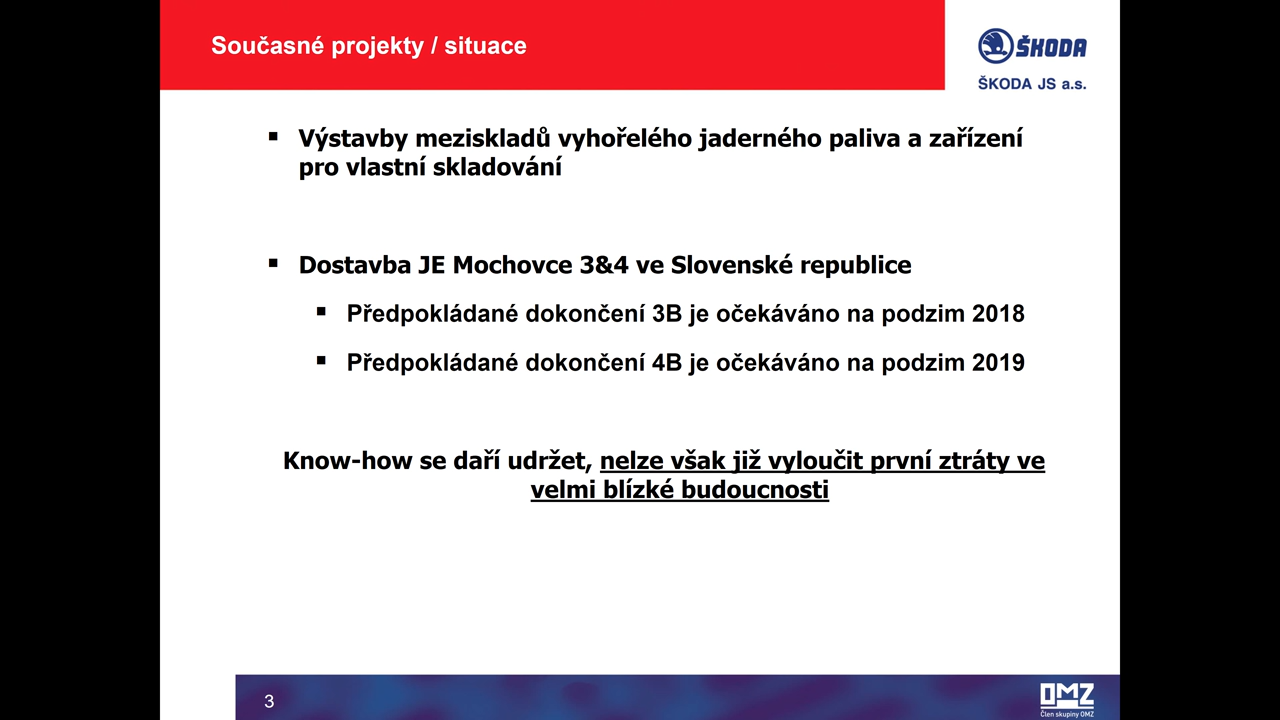 Současné projekty / situace
ŠKODA
ŠKODA JS a.s.
▪ Výstavby meziskladů vyhořelého jaderného paliva a zařízení
pro vlastní skladování
▪ Dostavba JE Mochovce 3&4 ve Slovenské republice
▪ Předpokládané dokončení 3B je očekáváno na podzim 2018
▪ Předpokládané dokončení 4B je očekáváno na podzim 2019
Know-how se daří udržet, nelze však již vyloučit první ztráty ve
velmi blízké budoucnosti
3
OMZ
Člen skupiny OMZ